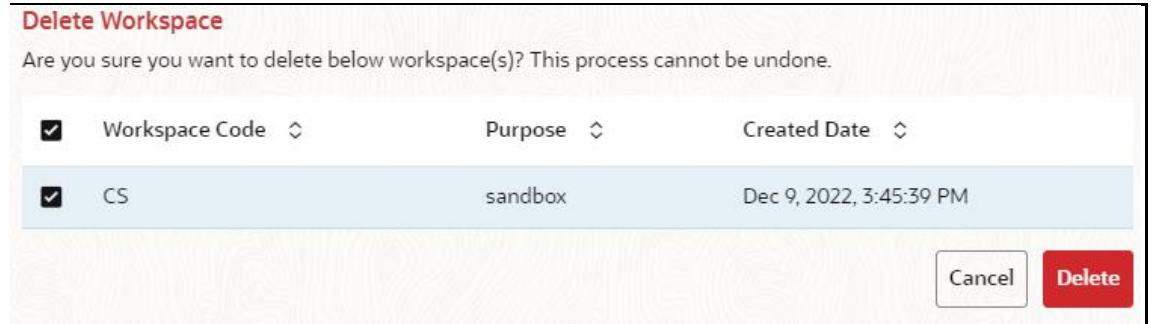 Delete Workspace
Are you sure you want to delete below workspace(s)? This process cannot be undone.
Workspace Code Purpose Created Date
CS sandbox Dec 9, 2022, 3:45:39 PM
Cancel Delete